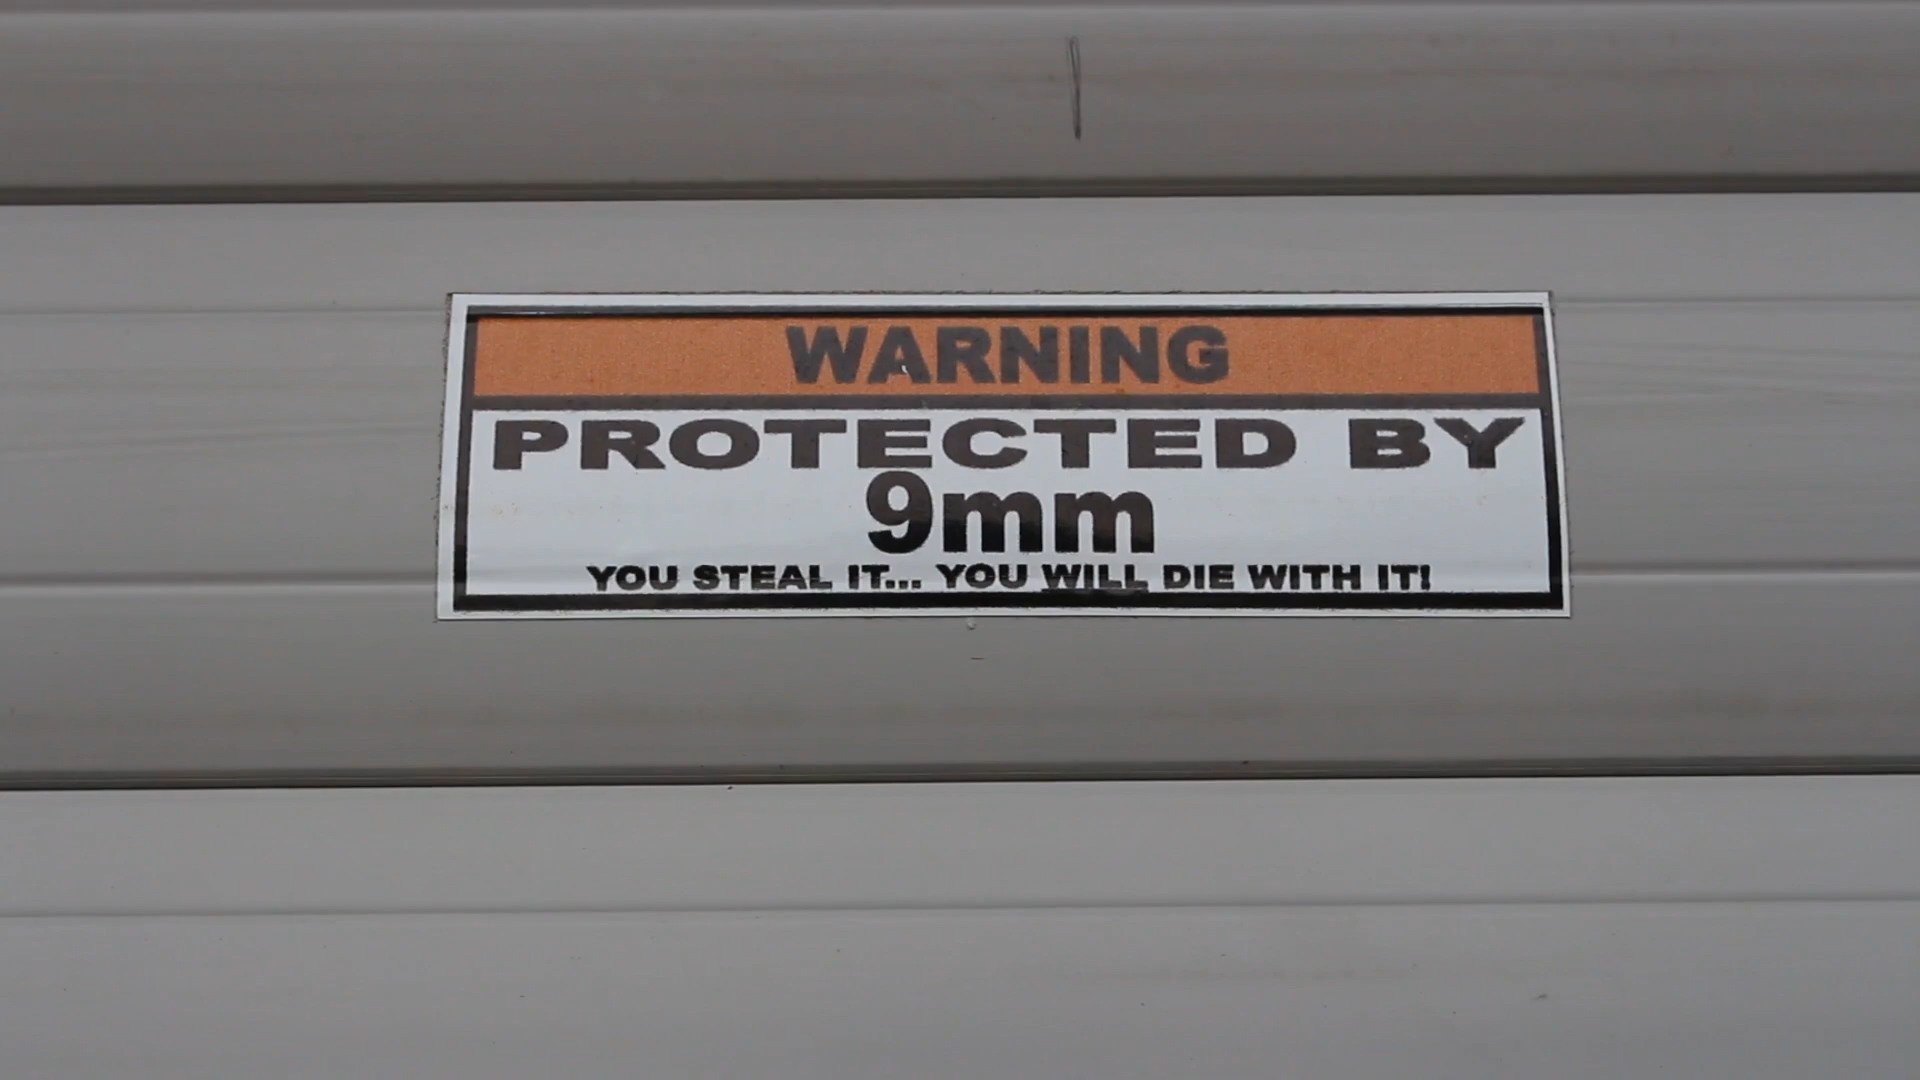 WARNING
PROTECTED BY
9mm
YOU STEAL IT... YOU WILL DIE WITH IT!